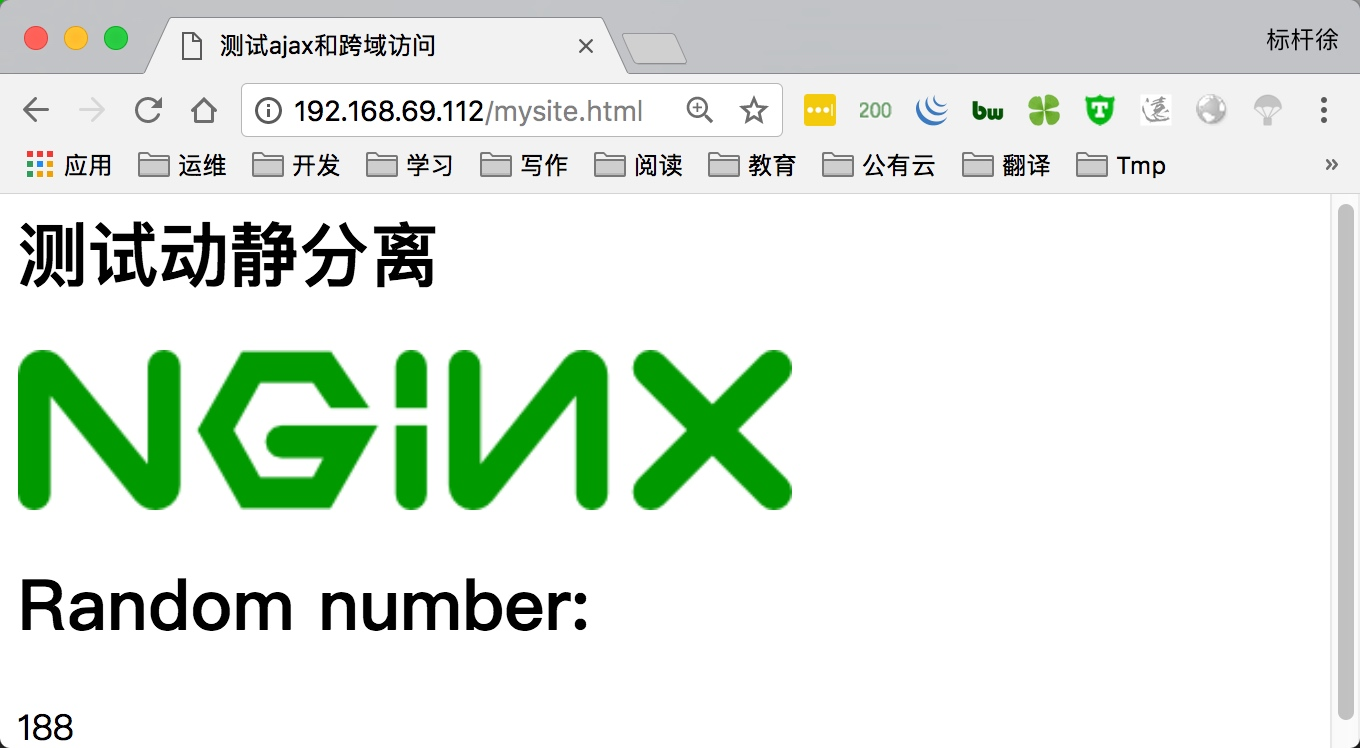 测试ajax和跨域访问
标杆徐
192.168.69.112/mysite.html
200
bw
T
应用 运维 开发 学习 写作 阅读 教育 公有云 翻译 Tmp »
测试动静分离
NGiNX
Random number:
188